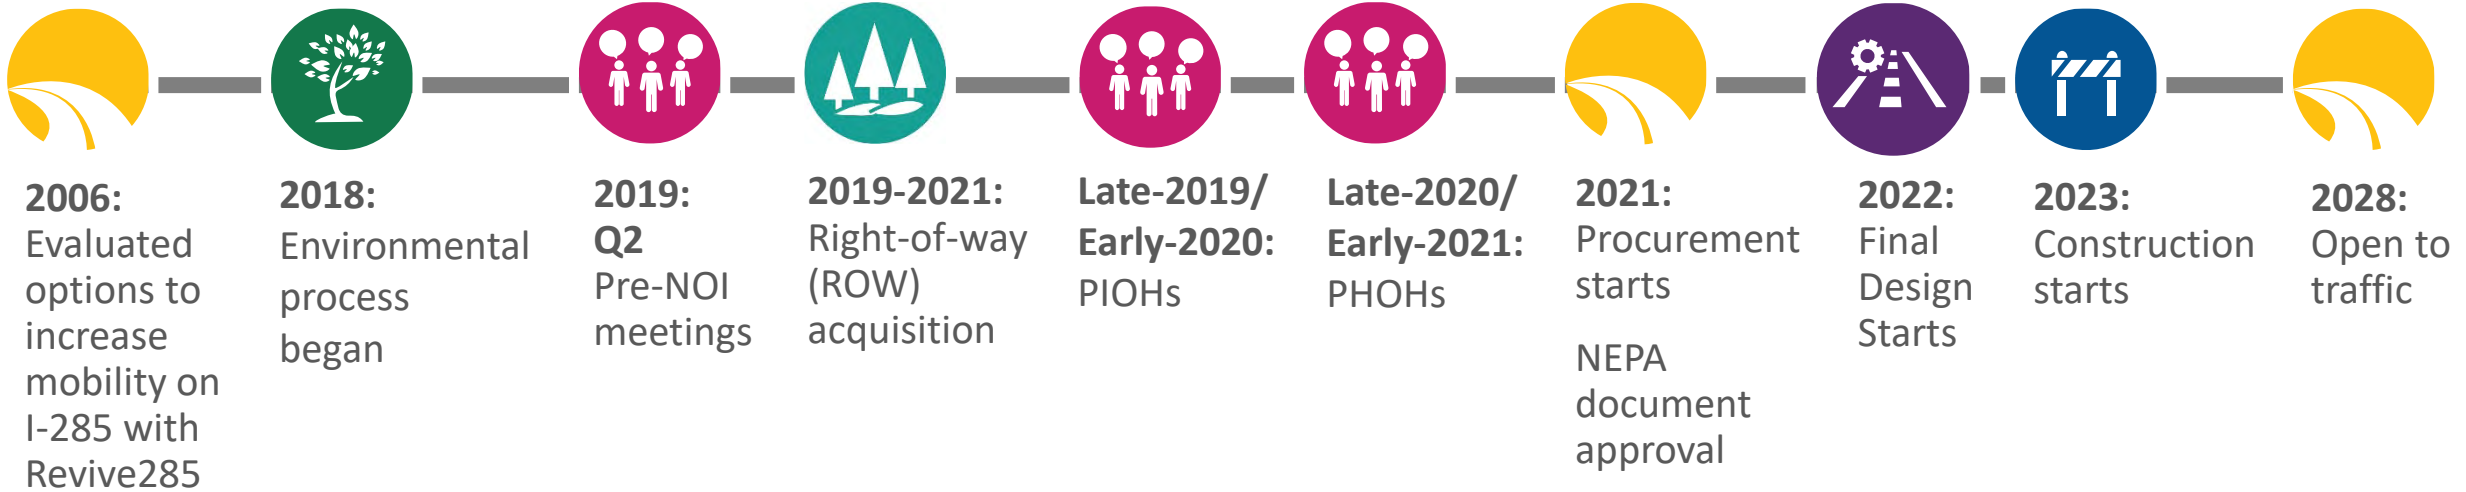 2006:
Evaluated
options to
increase
mobility on
I-285 with
Revive285
2018:
Environmental
process
began
2019:
Q2
Pre-NOI
meetings
2019-2021:
Right-of-way
(ROW)
acquisition
Late-2019/
Early-2020:
PIOHs
Late-2020/
Early-2021:
PHOHs
2021:
Procurement
starts
NEPA
document
approval
2022:
Final
Design
Starts
2023:
Construction
starts
2028:
Open to
traffic